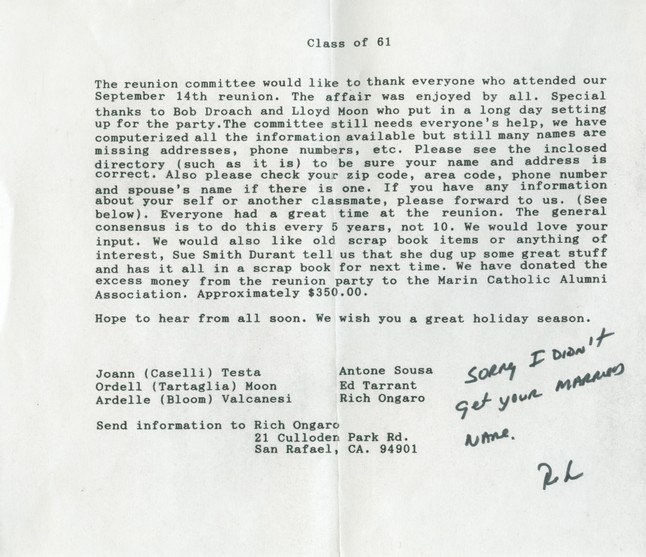 Class of 61
The reunion committee would like to thank everyone who attended our
September 14th reunion. The affair was enjoyed by all. Special
thanks to Bob Droach and Lloyd Moon who put in a long day setting
up for the party.The committee still needs everyone's help, we have
computerized all the information available but still many names are
missing addresses, phone numbers, etc. Please see the inclosed
directory (such as it is) to be sure your name and address is
correct. Also please check your zip code, area code, phone number
and spouse's name if there is one. If you have any information
about your self or another classmate, please forward to us. (See
below). Everyone had a great time at the reunion. The general
consensus is to do this every 5 years, not 10. We would love your
input. We would also like old scrap book items or anything of
interest, Sue Smith Durant tell us that she dug up some great stuff
and has it all in a scrap book for next time. We have donated the
excess money from the reunion party to the Marin Catholic Alumni
Association. Approximately $350.00.
Hope to hear from all soon. We wish you a great holiday season.
Joann (Caselli) Testa Antone Sousa
Ordell (Tartaglia) Moon Ed Tarrant
Ardelle (Bloom) Valcanesi Rich Ongaro
Send information to Rich Ongaro
21 Culloden Park Rd.
San Rafael, CA. 94901
SORRY I DIDN'T
get your MARRIED
NAME.